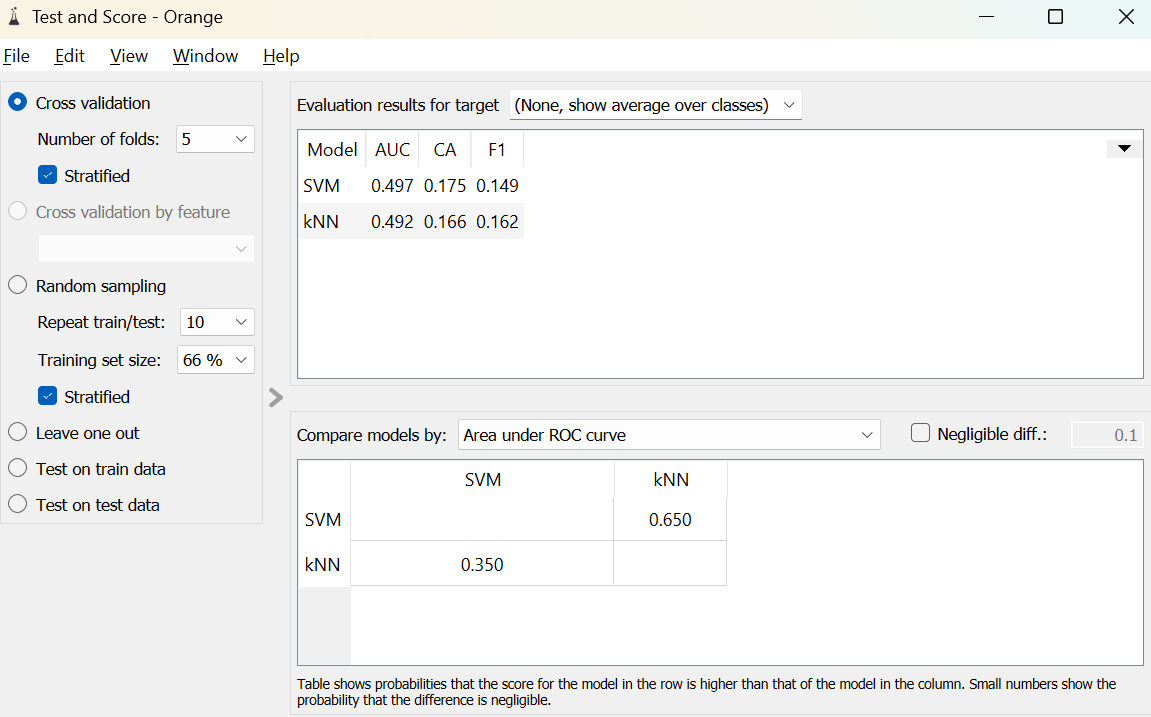 Test and Score - Orange
File Edit View Window Help
Cross validation
Number of folds: 5
Stratified
Cross validation by feature
Random sampling
Repeat train/test: 10
Training set size: 66 %
Stratified
Leave one out
Test on train data
Test on test data
Evaluation results for target (None, show average over classes)
Model AUC CA F1
SVM 0.497 0.175 0.149
kNN 0.492 0.166 0.162
Compare models by: Area under ROC curve Negligible diff.: 0.1
SVM kNN
SVM 0.650
kNN 0.350
Table shows probabilities that the score for the model in the row is higher than that of the model in the column. Small numbers show the
probability that the difference is negligible.